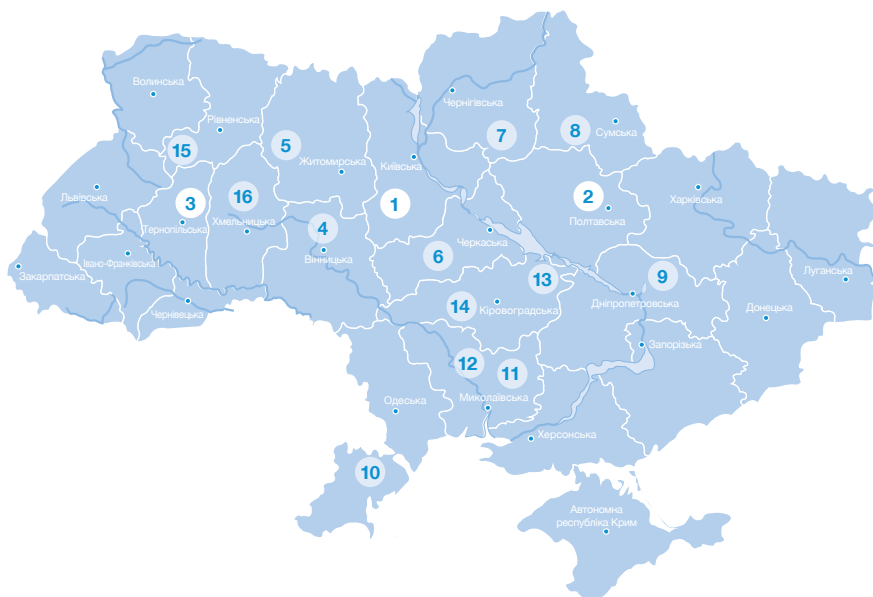 Волинська
Рівненська
Чернігівська
Сумська
7
8
5
15
Житомирська
Київська
Львівська
3
16
1
2
Харківська
Тернопільська
Хмельницька
4
Полтавська
Вінницька
Черкаська
6
Івано-Франківська
Закарпатська
13
9
Луганська
Чернівецька
14
Кіровоградська
Дніпропетровська
Донецька
Запорізька
12
11
Миколаївська
Одеська
Херсонська
10
Автономна
республіка Крим